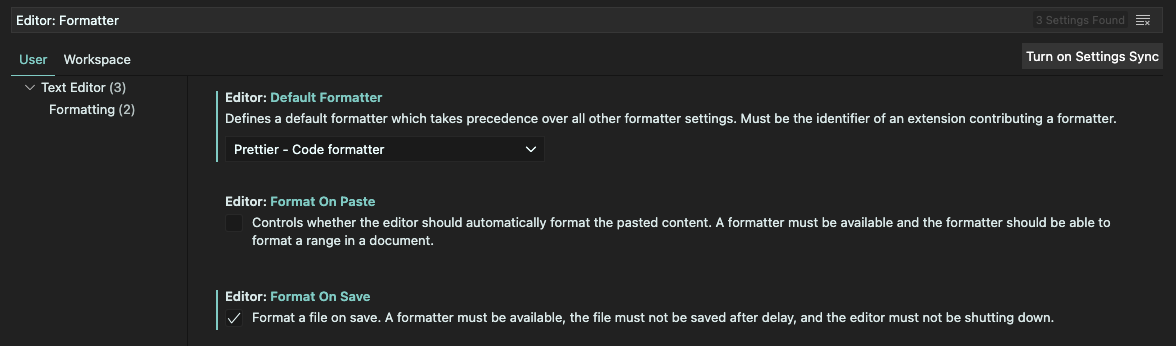 Editor: Formatter
3 Settings Found
User Workspace
Turn on Settings Sync
Text Editor (3)
Formatting (2)
Editor: Default Formatter
Defines a default formatter which takes precedence over all other formatter settings. Must be the identifier of an extension contributing a formatter.
Prettier - Code formatter
Editor: Format On Paste
Controls whether the editor should automatically format the pasted content. A formatter must be available and the formatter should be able to
format a range in a document.
Editor: Format On Save
Format a file on save. A formatter must be available, the file must not be saved after delay, and the editor must not be shutting down.